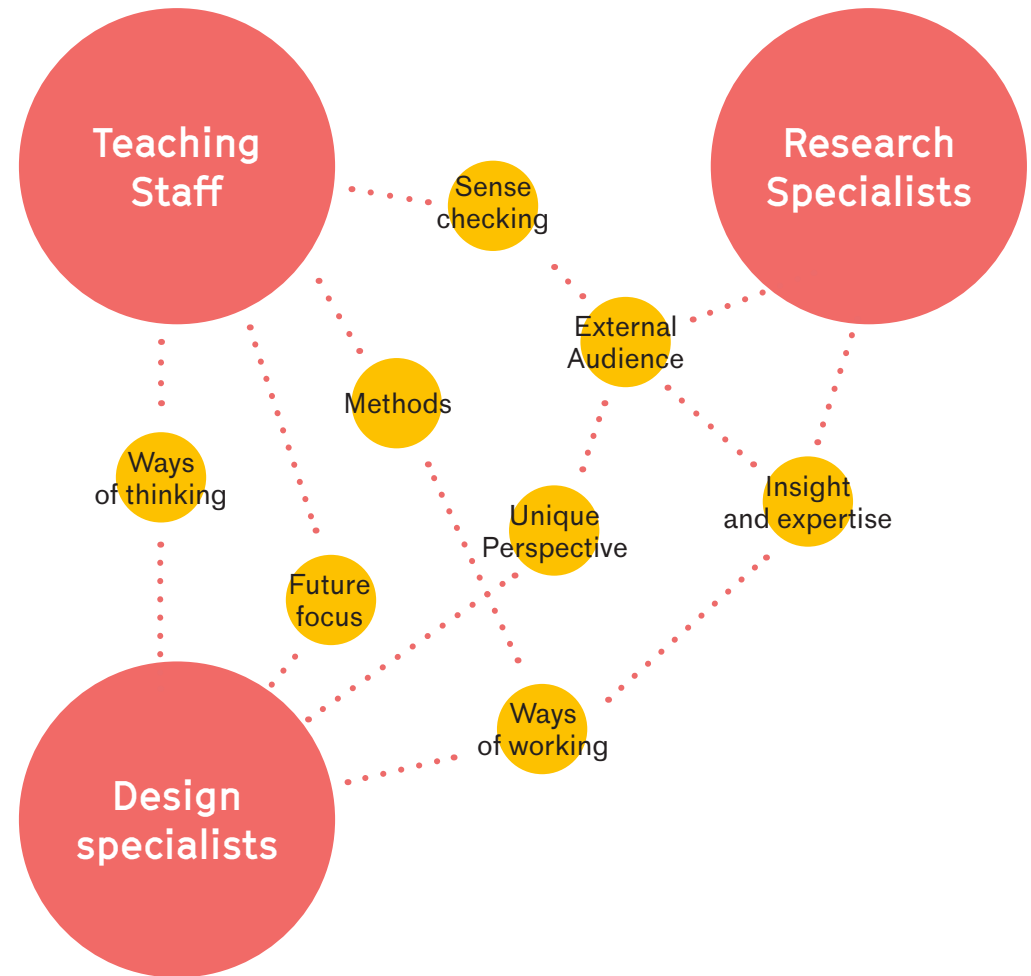 Teaching
Staff
Research
Specialists
Sense
checking
External
Audience
Methods
Ways
of thinking
Insight
and expertise
Unique
Perspective
Future
focus
Ways
of working
Design
specialists